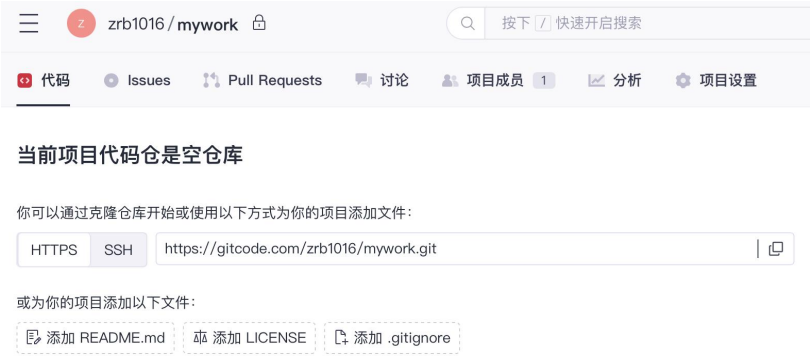 Z zrb1016 / mywork 按下 / 快速开启搜索
代码 Issues Pull Requests 讨论 项目成员 1 分析 项目设置
当前项目代码仓是空仓库
你可以通过克隆仓库开始或使用以下方式为你的项目添加文件：
HTTPS SSH https://gitcode.com/zrb1016/mywork.git
或为你的项目添加以下文件：
添加 README.md 添加 LICENSE 添加 .gitignore